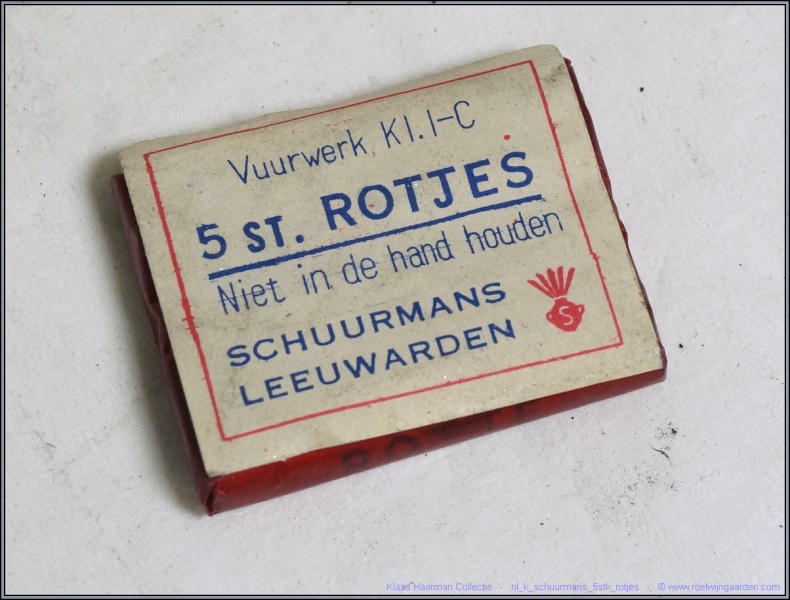 Vuurwerk Kl. I-C
5 ST. ROTJES
Niet in de hand houden
SCHUURMANS
LEEUWARDEN
S
ROTJE
Klaas Haarman Collectie - nl_k_schuurmans_5stk_rotjes - © www.roelwijngaarden.com